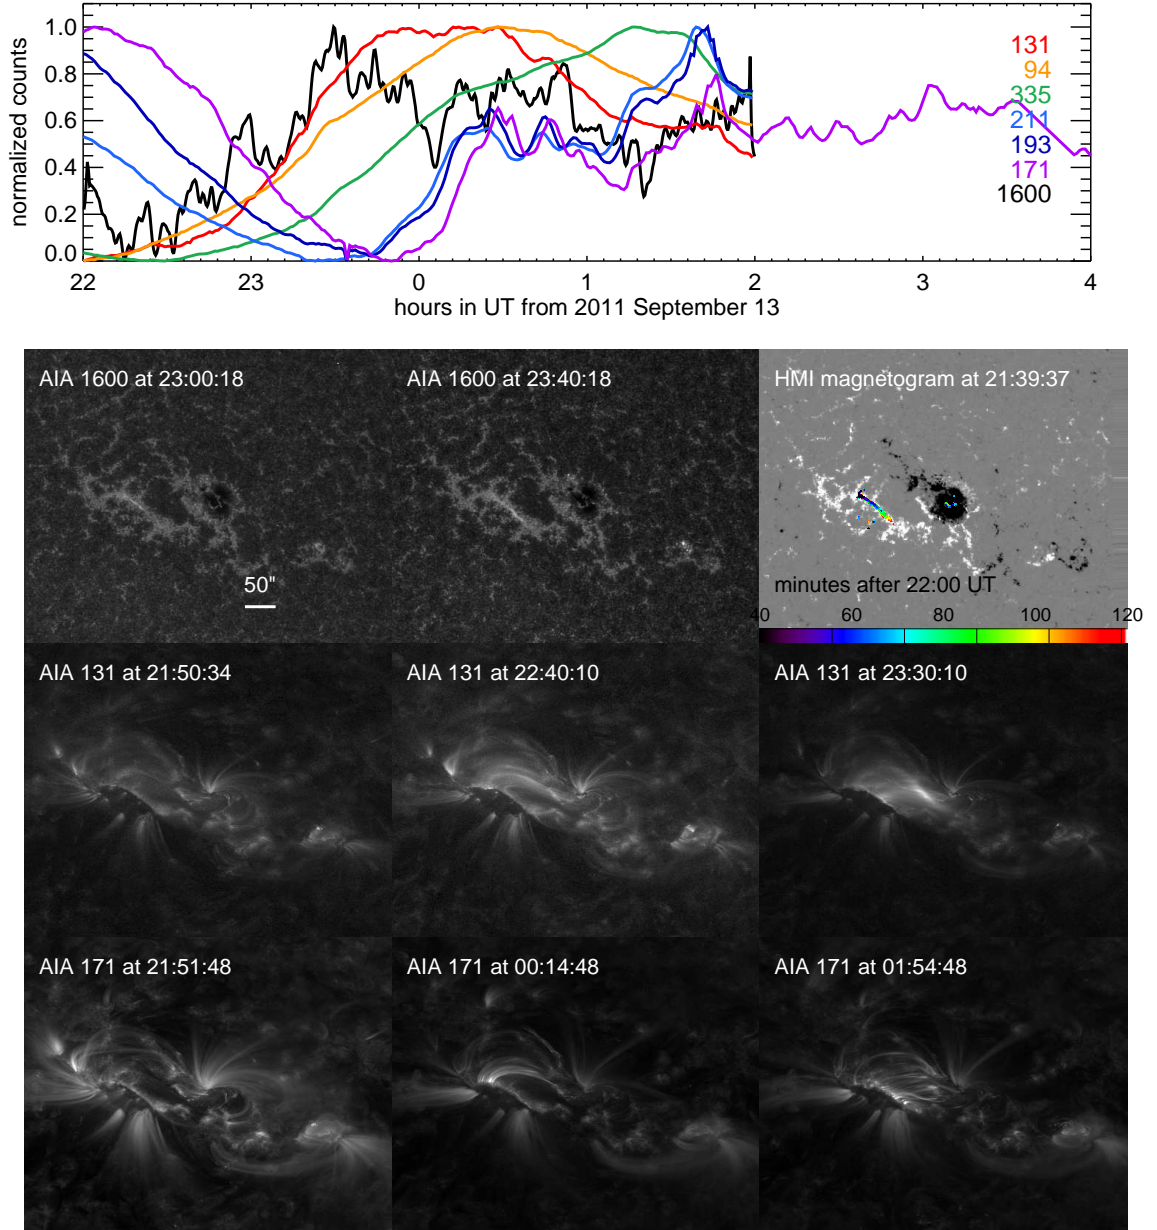 normalized counts
1.0
0.8
0.6
0.4
0.2
0.0
131
94
335
211
193
171
1600
22 23 0 1 2 3 4
hours in UT from 2011 September 13
AIA 1600 at 23:00:18
AIA 1600 at 23:40:18
HMI magnetogram at 21:39:37
50"
minutes after 22:00 UT
40 60 80 100 120
AIA 131 at 21:50:34
AIA 131 at 22:40:10
AIA 131 at 23:30:10
AIA 171 at 21:51:48
AIA 171 at 00:14:48
AIA 171 at 01:54:48